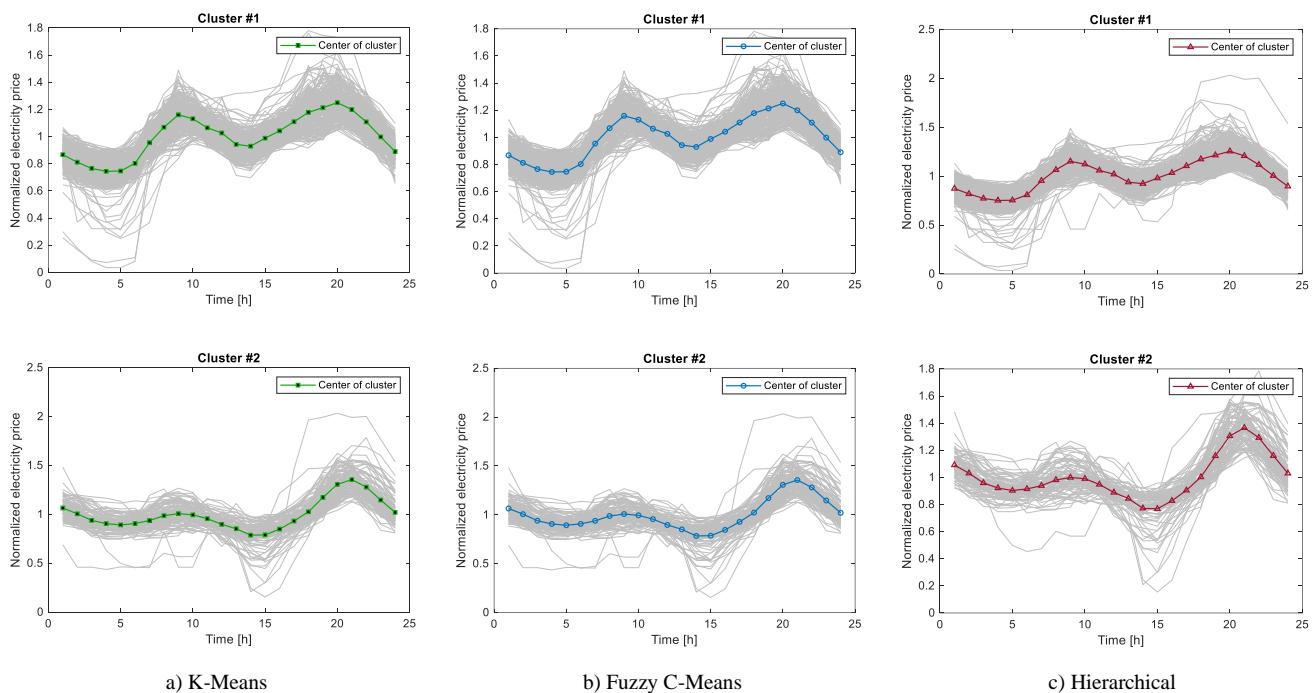 Cluster #1
1.8
1.6
1.4
1.2
1
0.8
0.6
0.4
0.2
0
Normalized electricity price
Center of cluster
0 5 10 15 20 25
Time [h]
Cluster #1
1.8
1.6
1.4
1.2
1
0.8
0.6
0.4
0.2
0
Normalized electricity price
Center of cluster
0 5 10 15 20 25
Time [h]
Cluster #1
2.5
2
1.5
1
0.5
0
Normalized electricity price
Center of cluster
0 5 10 15 20 25
Time [h]
Cluster #2
2.5
2
1.5
1
0.5
0
Normalized electricity price
Center of cluster
0 5 10 15 20 25
Time [h]
Cluster #2
2.5
2
1.5
1
0.5
0
Normalized electricity price
Center of cluster
0 5 10 15 20 25
Time [h]
Cluster #2
1.8
1.6
1.4
1.2
1
0.8
0.6
0.4
0.2
0
Normalized electricity price
Center of cluster
0 5 10 15 20 25
Time [h]
a) K-Means
b) Fuzzy C-Means
c) Hierarchical